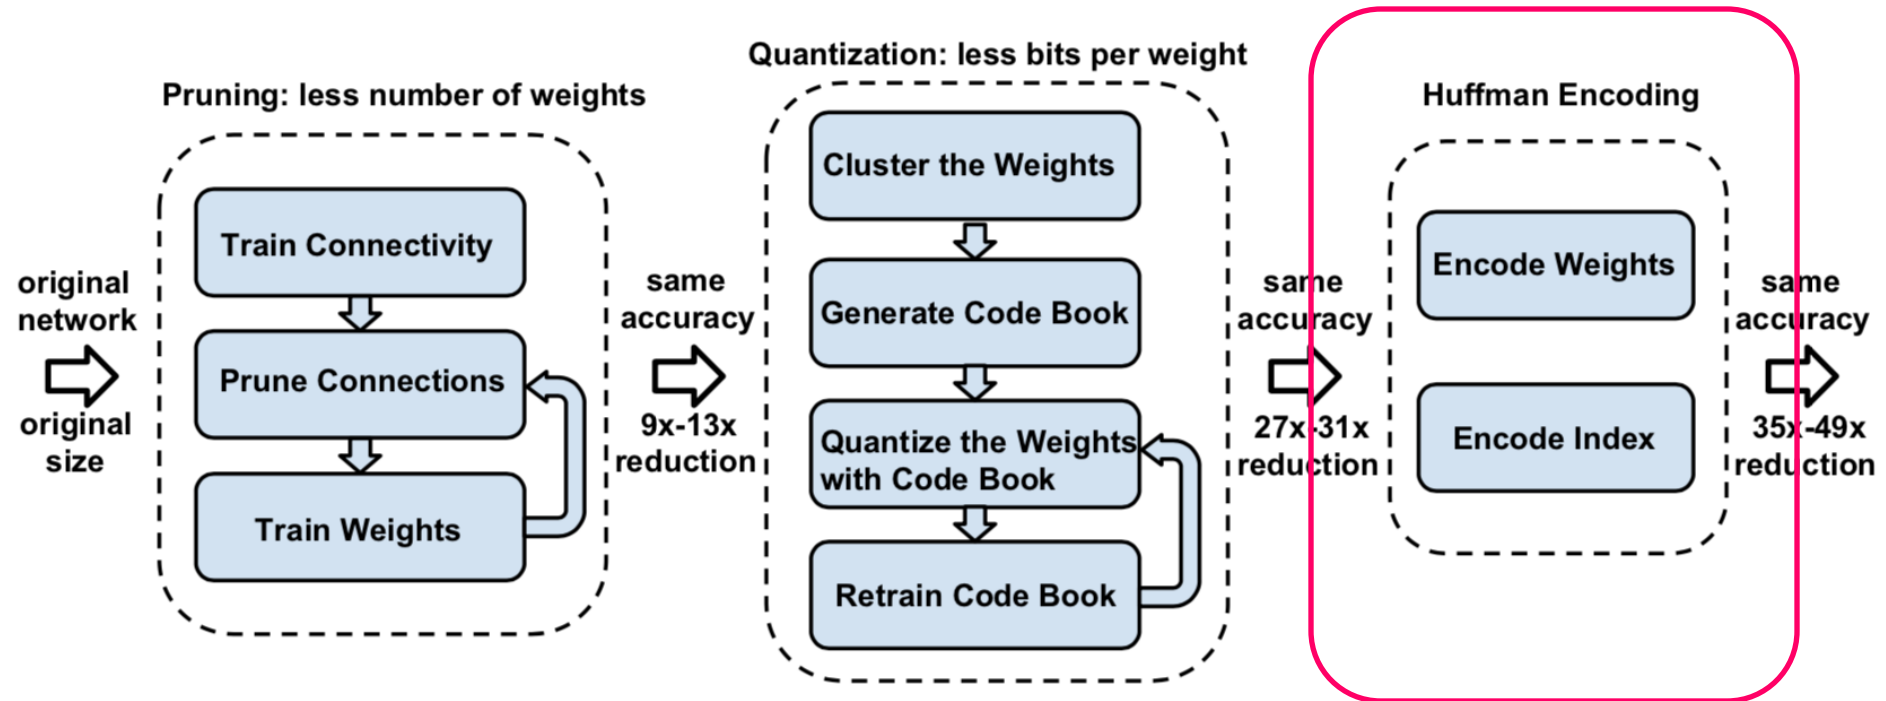 original
network
original
size
Pruning: less number of weights
Train Connectivity
Prune Connections
Train Weights
same
accuracy
9x-13x
reduction
Quantization: less bits per weight
Cluster the Weights
Generate Code Book
Quantize the Weights
with Code Book
Retrain Code Book
same
accuracy
27x-31x
reduction
Huffman Encoding
Encode Weights
Encode Index
same
accuracy
35x-49x
reduction